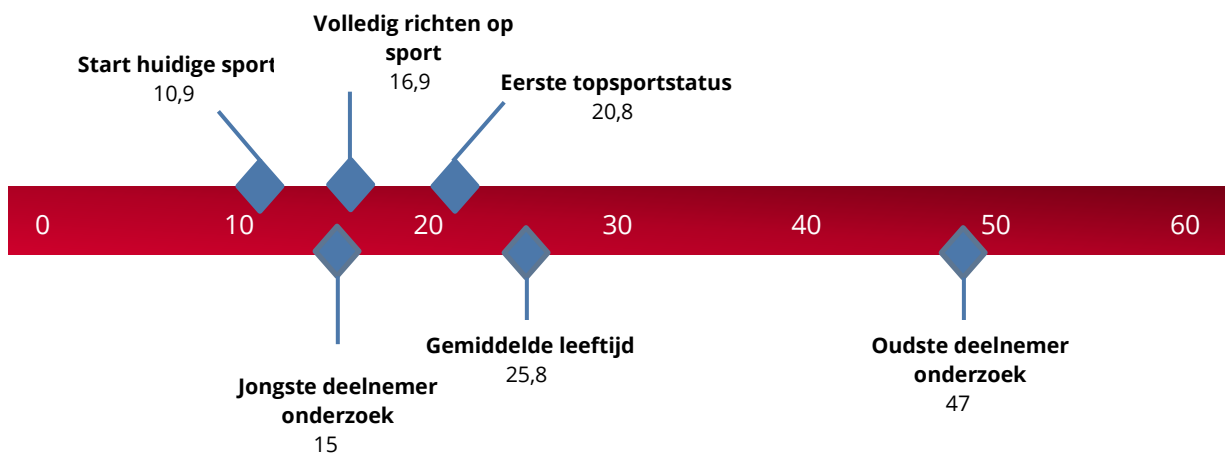 Volledig richten op
sport
16,9
Start huidige sport
10,9
Eerste topsportstatus
20,8
0 10 20 30 40 50 60
Gemiddelde leeftijd
25,8
Oudste deelnemer
onderzoek
47
Jongste deelnemer
onderzoek
15